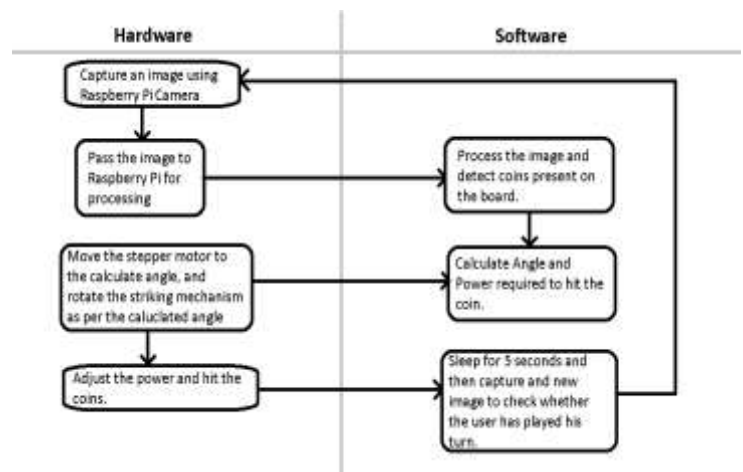 Hardware
Software
Capture an image using
Raspberry Pi Camera
Pass the image to
Raspberry Pi for
processing
Process the image and
detect coins present on
the board.
Move the stepper motor to
the calculate angle, and
rotate the striking mechanism
as per the caluclated angle
Calculate Angle and
Power required to hit the
coin.
Adjust the power and hit the
coins.
Sleep for 5 seconds and
then capture and new
image to check whether
the user has played his
turn.